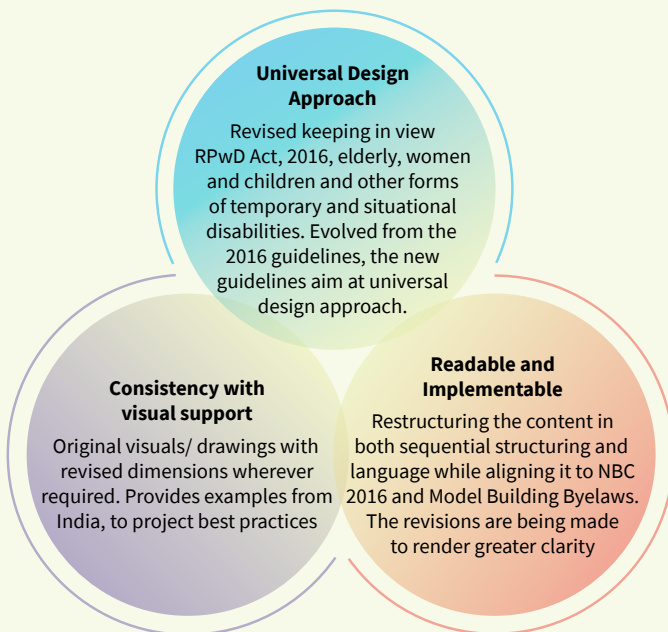 Universal Design
Approach
Revised keeping in view
RPwD Act, 2016, elderly, women
and children and other forms
of temporary and situational
disabilities. Evolved from the
2016 guidelines, the new
guidelines aim at universal
design approach.
Consistency with
visual support
Original visuals/ drawings with
revised dimensions wherever
required. Provides examples from
India, to project best practices
Readable and
Implementable
Restructuring the content in
both sequential structuring and
language while aligning it to NBC
2016 and Model Building Byelaws.
The revisions are being made
to render greater clarity